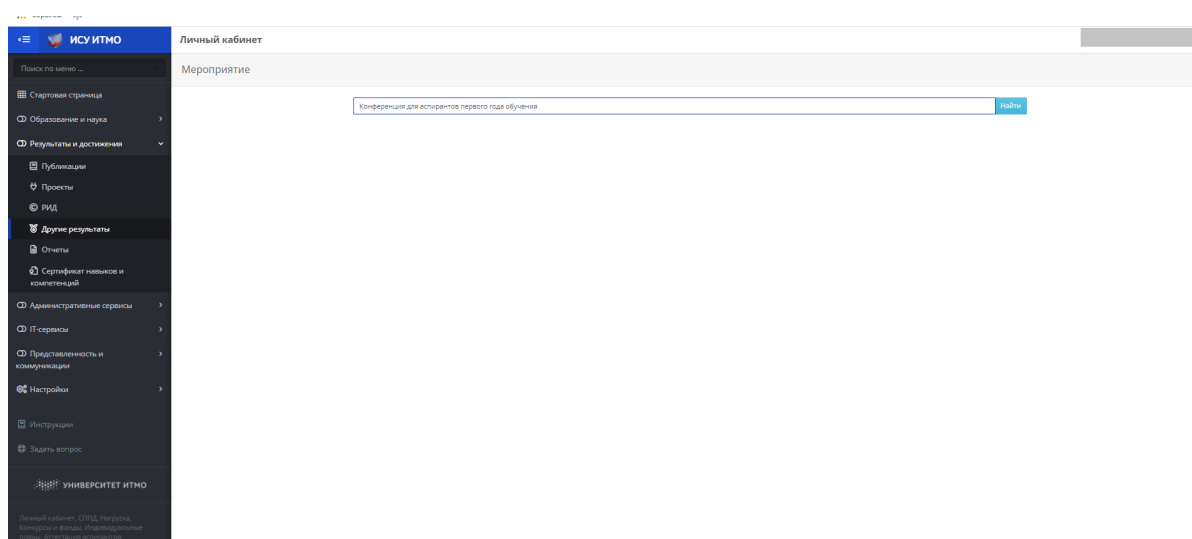 ИСУ ИТМО
Личный кабинет
Поиск по меню ...
Мероприятие
Конференция для аспирантов первого года обучения
Найти
Стартовая страница
Образование и наука
Результаты и достижения
Публикации
Проекты
РИД
Другие результаты
Отчеты
Сертификат навыков и
компетенций
Административные сервисы
IT-сервисы
Представленность и
коммуникации
Настройки
Инструкции
Задать вопрос
УНИВЕРСИТЕТ ИТМО
Личный кабинет, СППД, Нагрузка,
Конкурсы и фонды, Индивидуальные
планы, Аттестация аспирантов